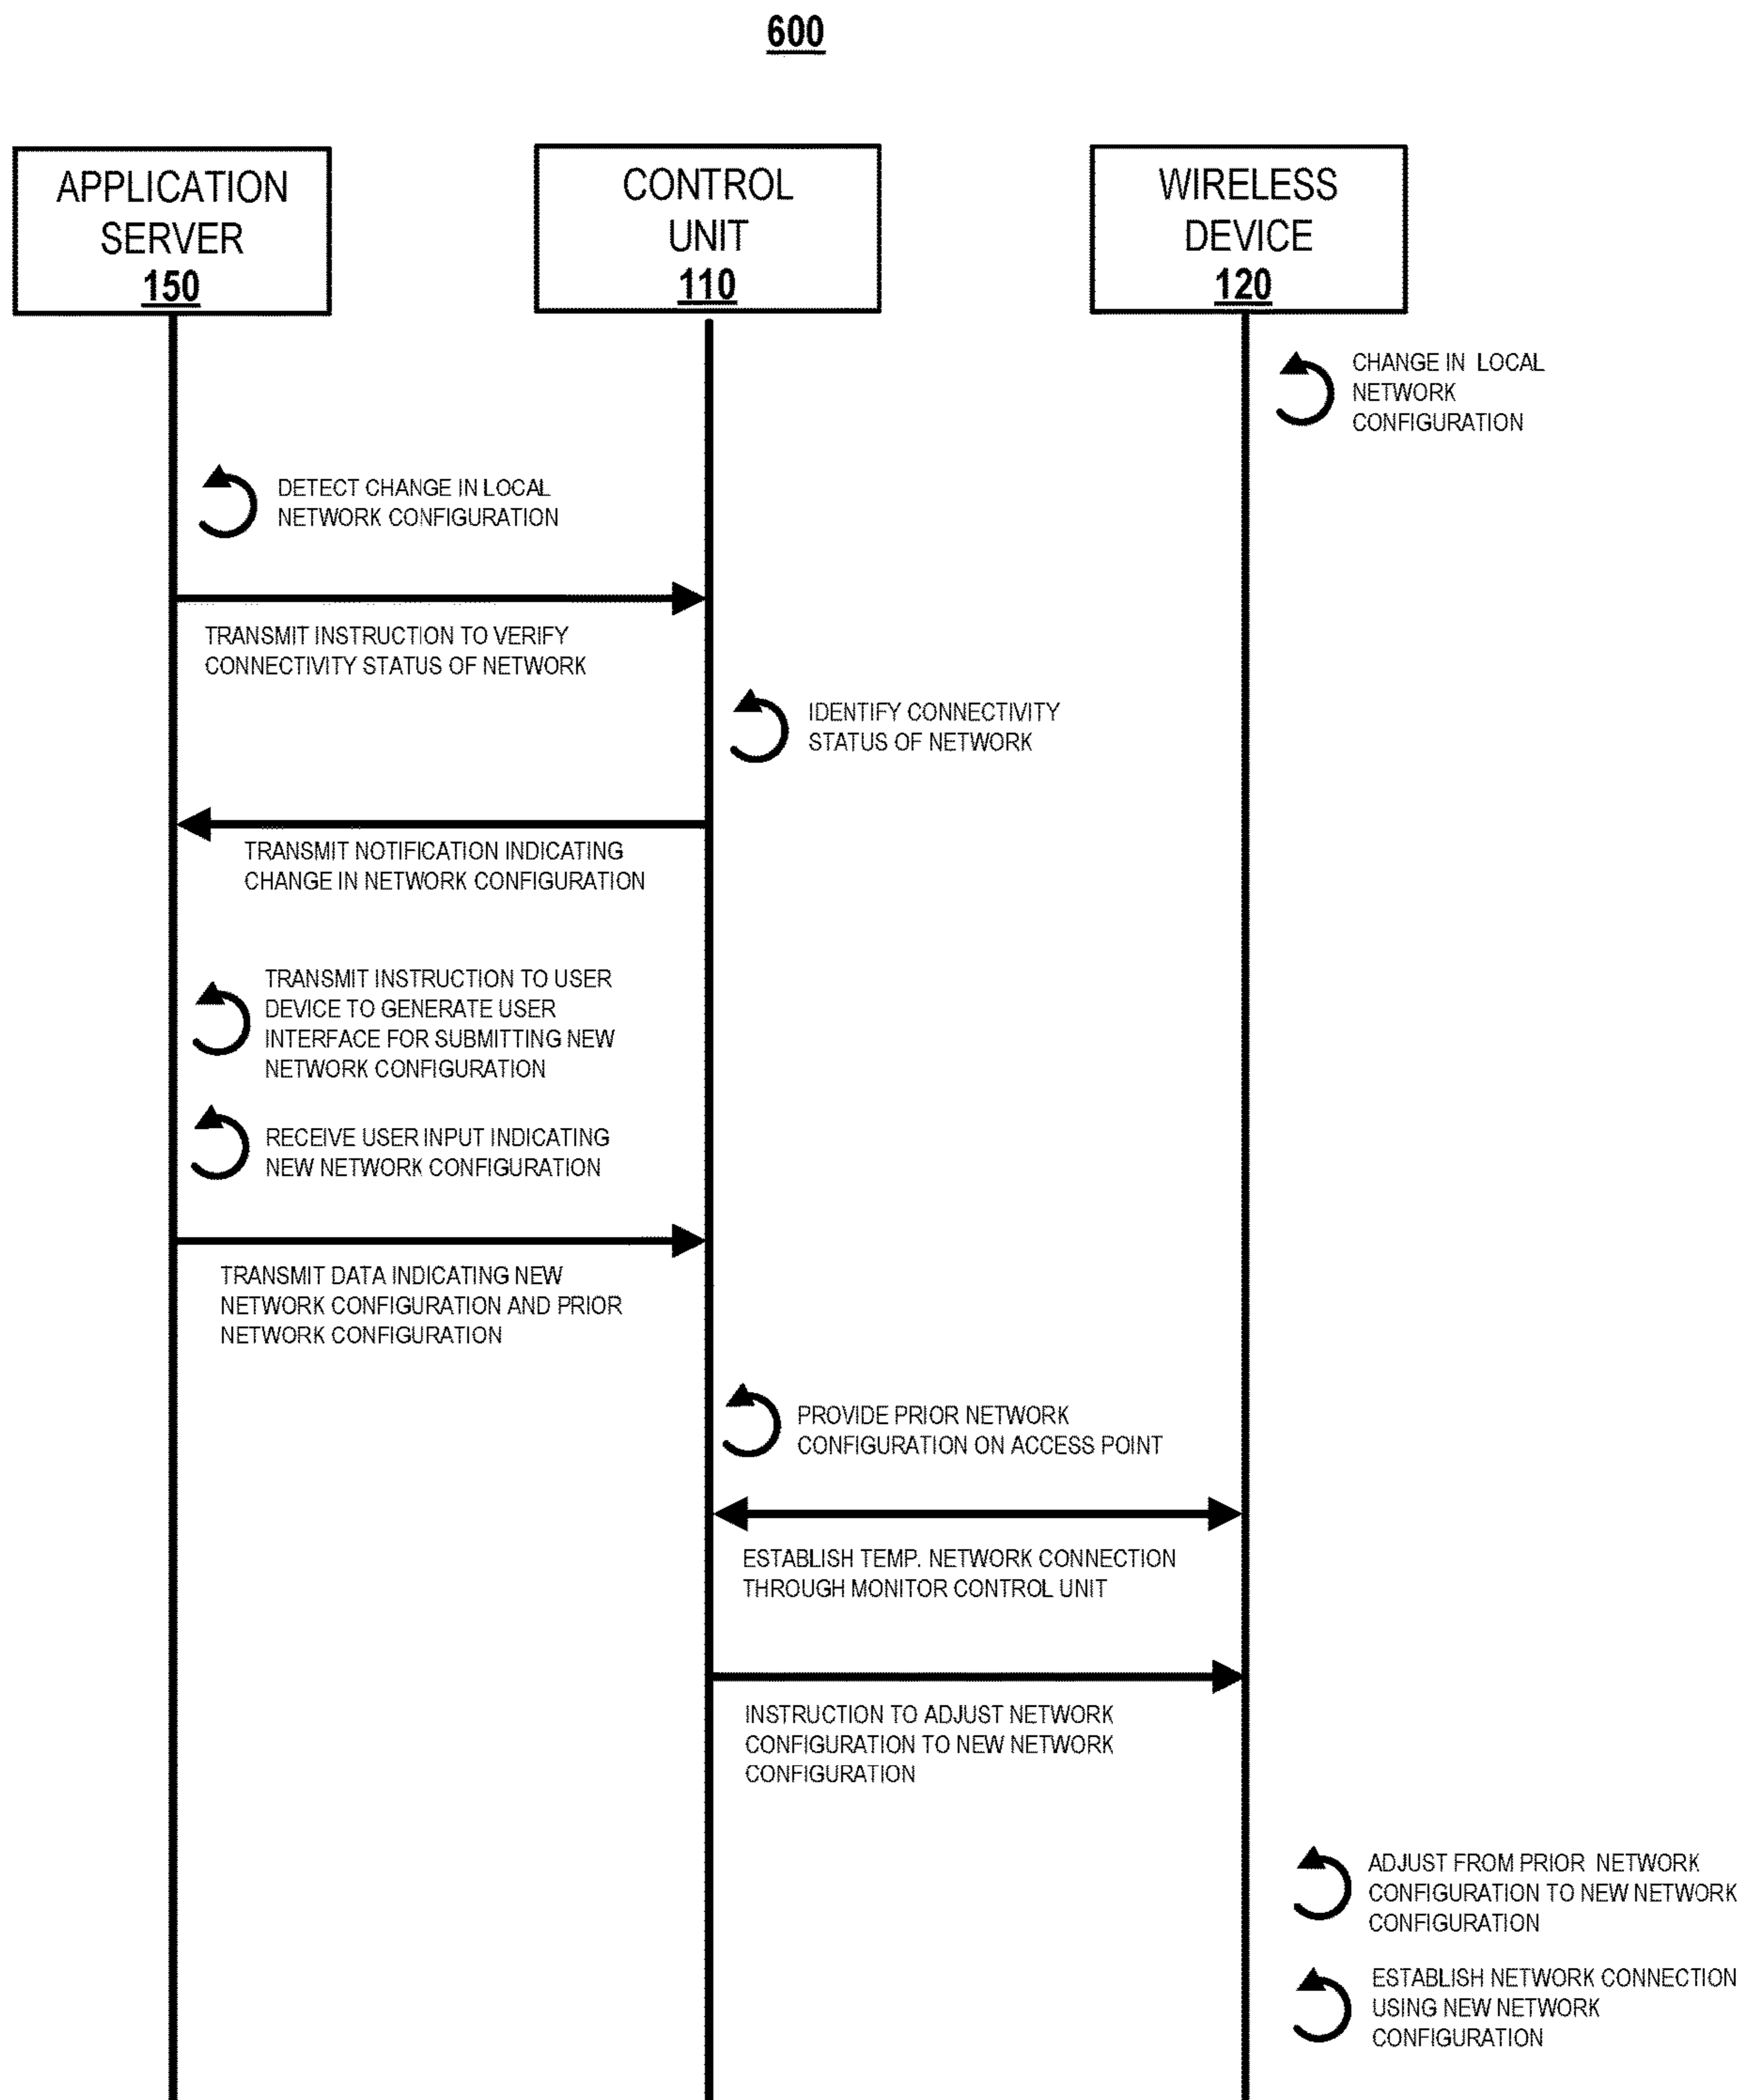 600
APPLICATION
SERVER
150
CONTROL
UNIT
110
WIRELESS
DEVICE
120
CHANGE IN LOCAL
NETWORK
CONFIGURATION
DETECT CHANGE IN LOCAL
NETWORK CONFIGURATION
TRANSMIT INSTRUCTION TO VERIFY
CONNECTIVITY STATUS OF NETWORK
IDENTIFY CONNECTIVITY
STATUS OF NETWORK
TRANSMIT NOTIFICATION INDICATING
CHANGE IN NETWORK CONFIGURATION
TRANSMIT INSTRUCTION TO USER
DEVICE TO GENERATE USER
INTERFACE FOR SUBMITTING NEW
NETWORK CONFIGURATION
RECEIVE USER INPUT INDICATING
NEW NETWORK CONFIGURATION
TRANSMIT DATA INDICATING NEW
NETWORK CONFIGURATION AND PRIOR
NETWORK CONFIGURATION
PROVIDE PRIOR NETWORK
CONFIGURATION ON ACCESS POINT
ESTABLISH TEMP. NETWORK CONNECTION
THROUGH MONITOR CONTROL UNIT
INSTRUCTION TO ADJUST NETWORK
CONFIGURATION TO NEW NETWORK
CONFIGURATION
ADJUST FROM PRIOR NETWORK
CONFIGURATION TO NEW NETWORK
CONFIGURATION
ESTABLISH NETWORK CONNECTION
USING NEW NETWORK
CONFIGURATION